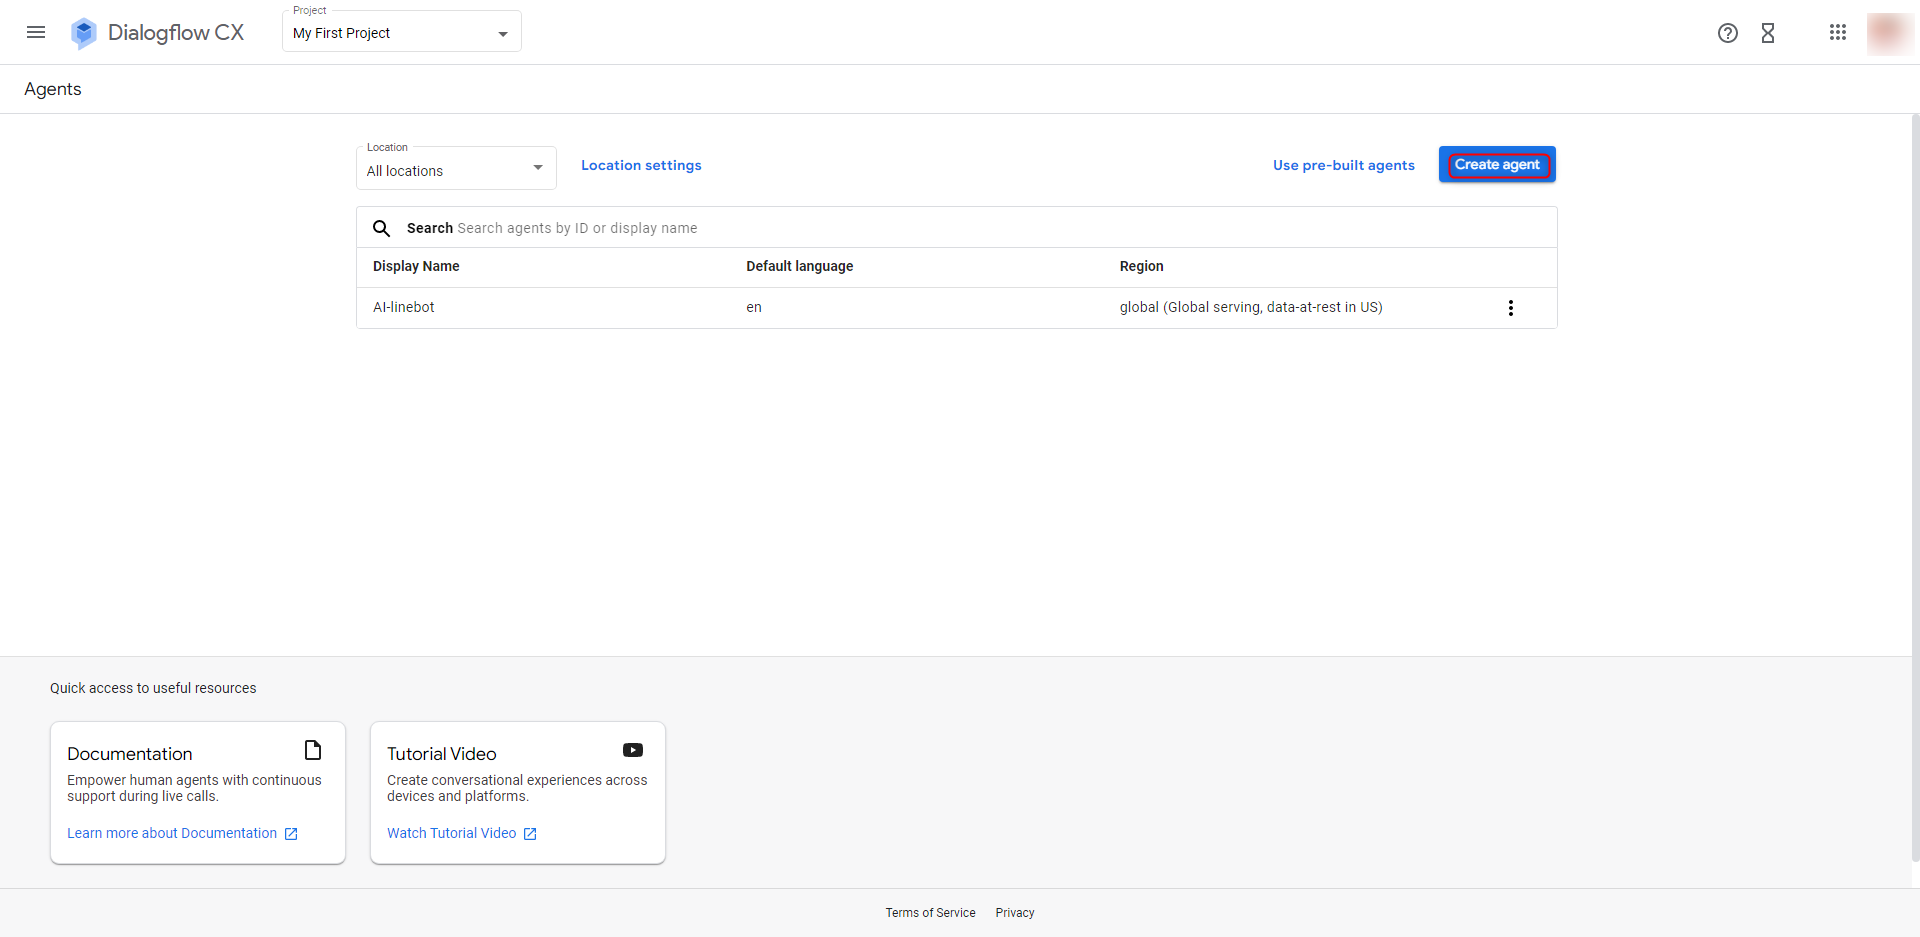 Dialogflow CX
Project
My First Project
Agents
Location
All locations
Location settings
Use pre-built agents
Create agent
Search Search agents by ID or display name
Display Name Default language Region
AI-linebot en global (Global serving, data-at-rest in US)
Quick access to useful resources
Documentation
Empower human agents with continuous
support during live calls.
Learn more about Documentation
Tutorial Video
Create conversational experiences across
devices and platforms.
Watch Tutorial Video
Terms of Service Privacy